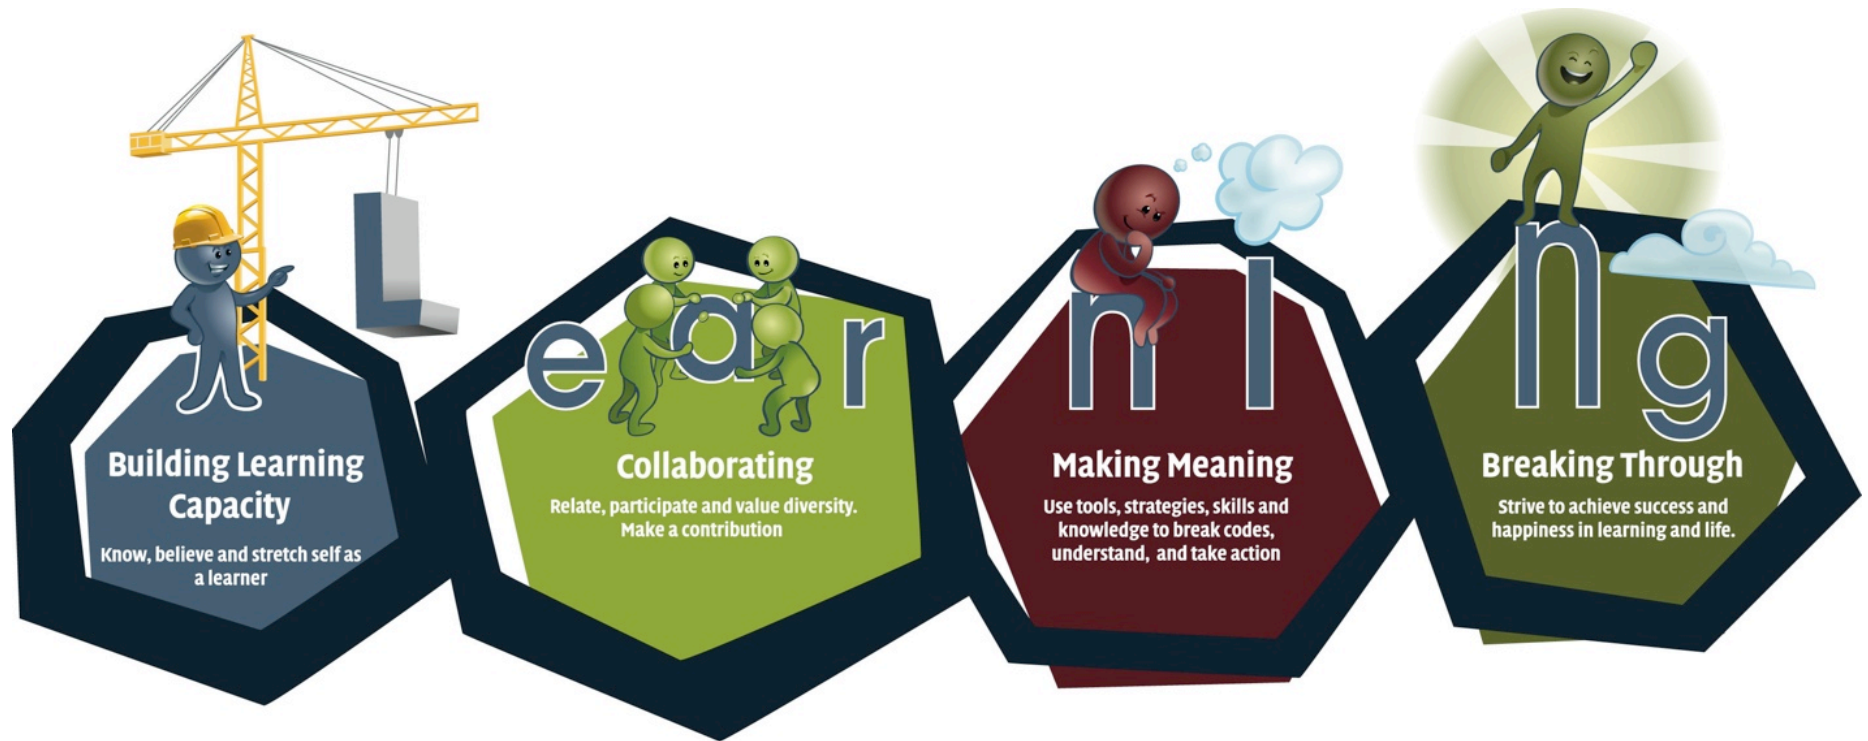 L e a r n I n g
Building Learning
Capacity
Know, believe and stretch self as
a learner
Collaborating
Relate, participate and value diversity.
Make a contribution
Making Meaning
Use tools, strategies, skills and
knowledge to break codes,
understand, and take action
Breaking Through
Strive to achieve success and
happiness in learning and life.